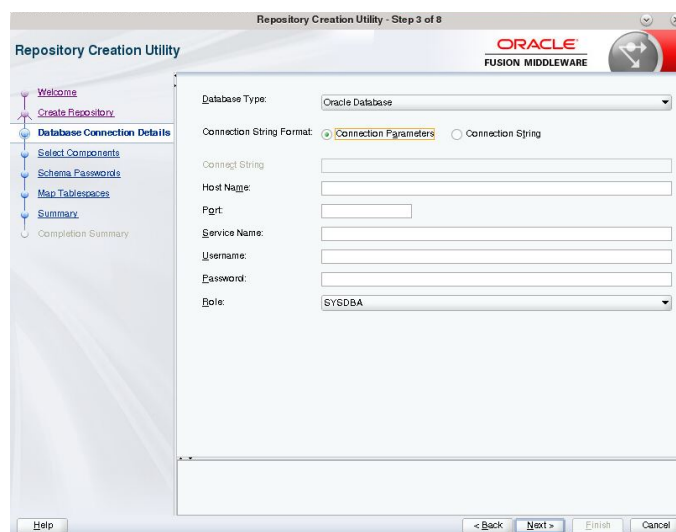 Repository Creation Utility - Step 3 of 8
Repository Creation Utility
ORACLE
FUSION MIDDLEWARE
Welcome
Create Repository
Database Connection Details
Select Components
Schema Passwords
Map Tablespaces
Summary
Completion Summary
Database Type: Oracle Database
Connection String Format: Connection Parameters Connection String
Connect String
Host Name:
Port:
Service Name:
Username:
Password:
Role: SYSDBA
Help < Back Next > Finish Cancel